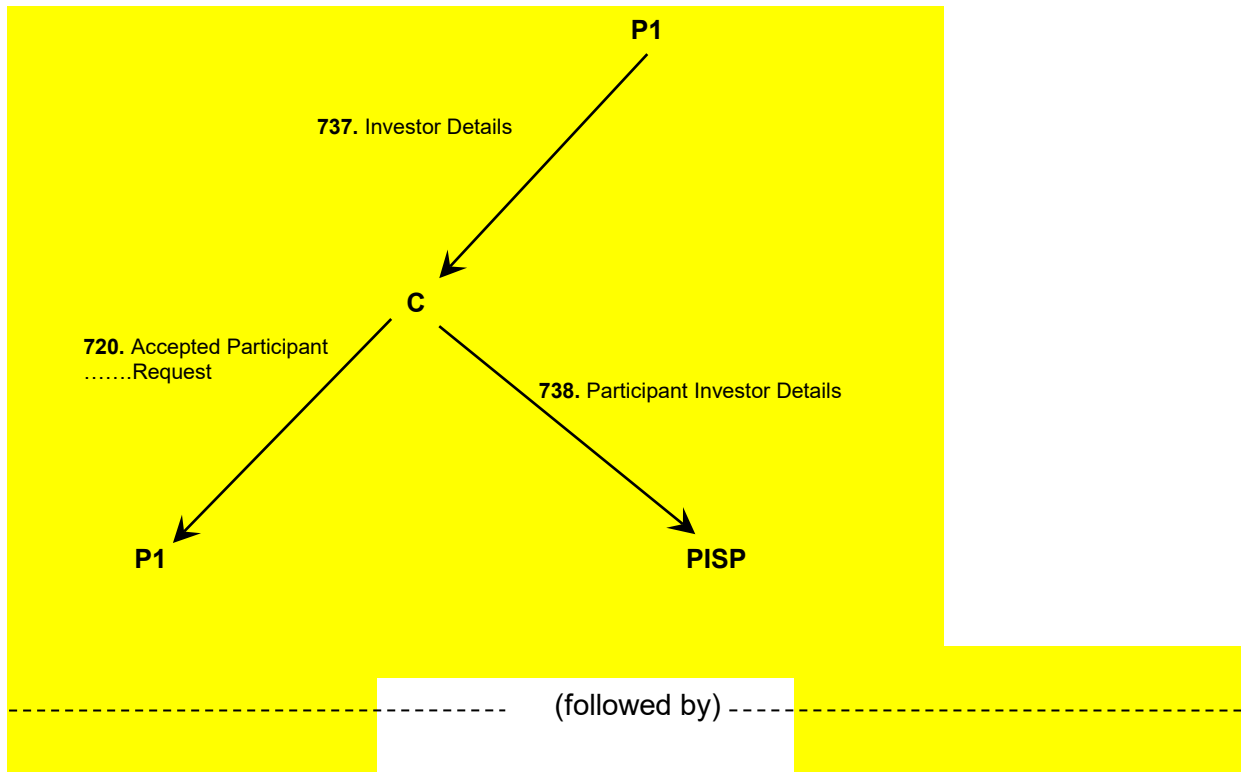 P1
737. Investor Details
C
720. Accepted Participant
…….Request
738. Participant Investor Details
P1
PISP
(followed by)